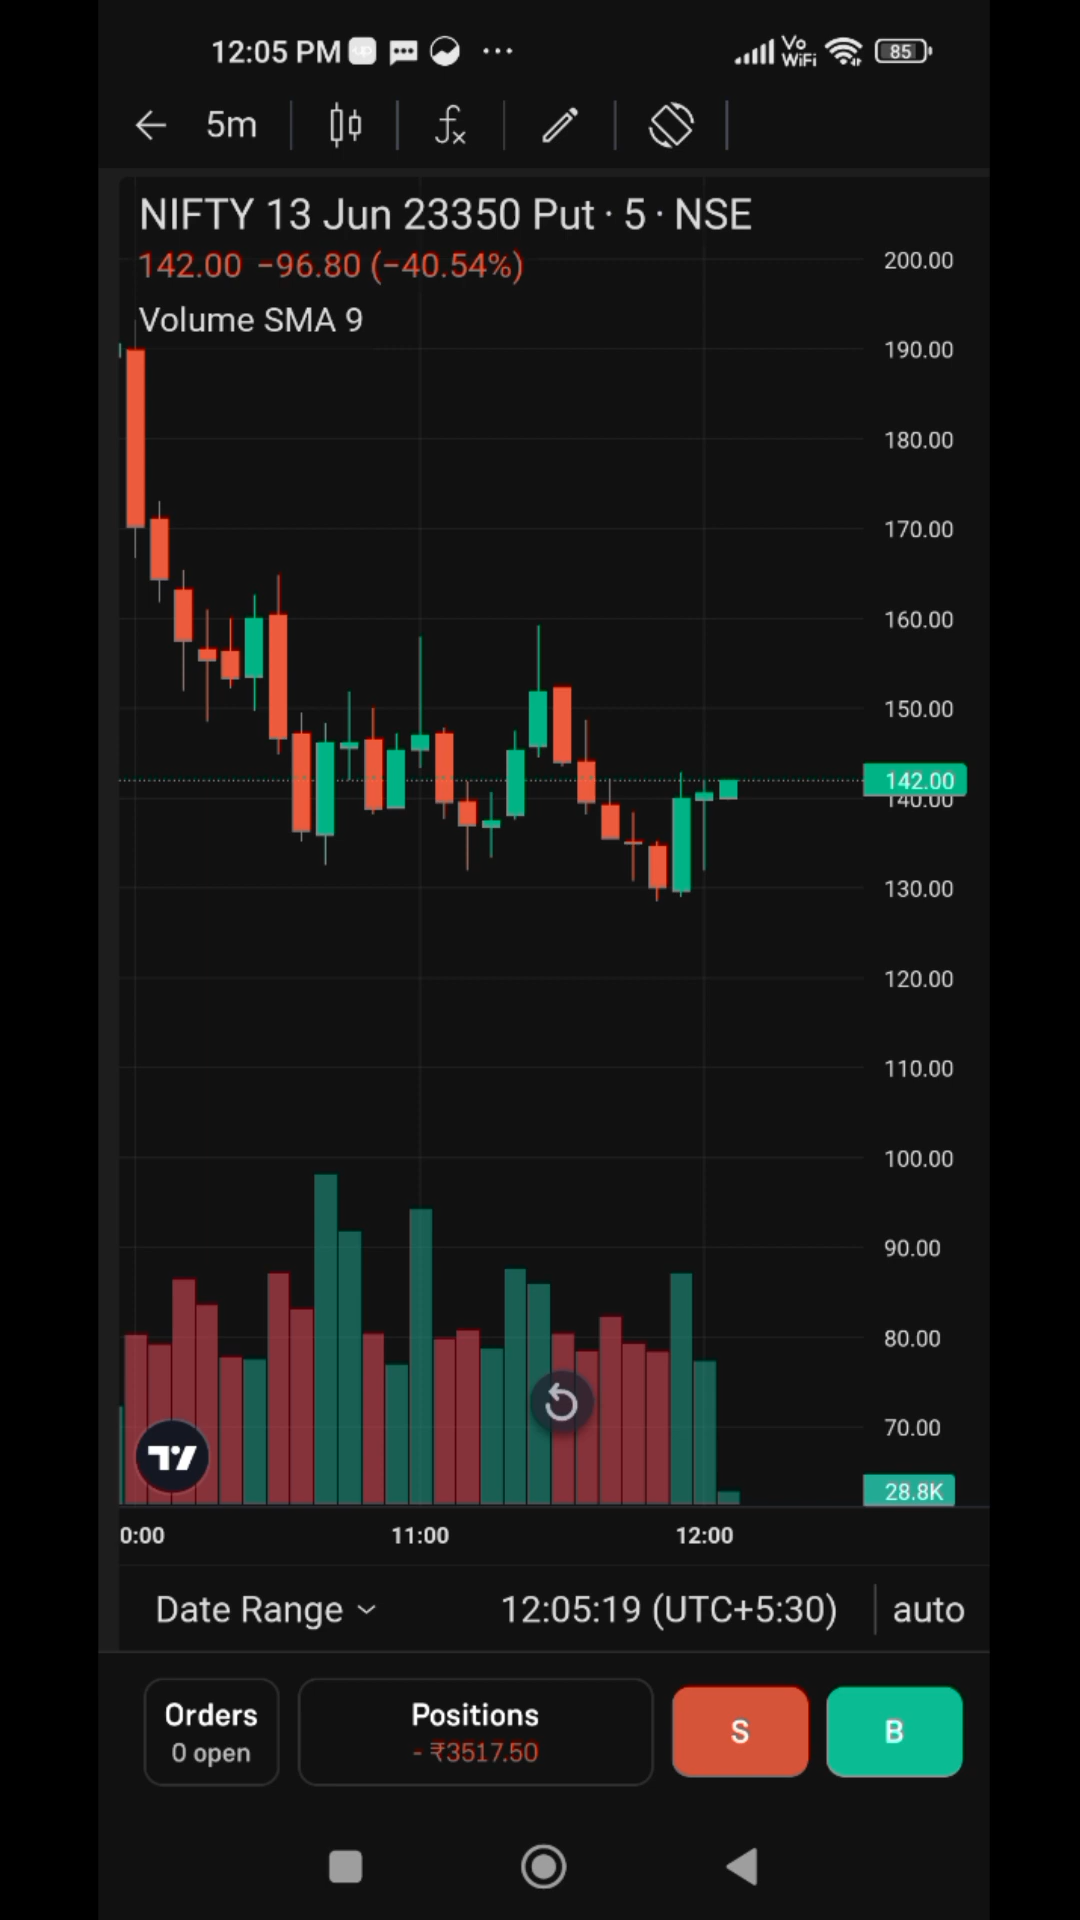 12:05 PM
Vo WiFi
85
5m
NIFTY 13 Jun 23350 Put · 5 · NSE
142.00 −96.80 (−40.54%)
Volume SMA 9
200.00
190.00
180.00
170.00
160.00
150.00
142.00
140.00
130.00
120.00
110.00
100.00
90.00
80.00
70.00
28.8K
0:00 11:00 12:00
Date Range 12:05:19 (UTC+5:30) auto
Orders
0 open
Positions
- ₹3517.50
S
B